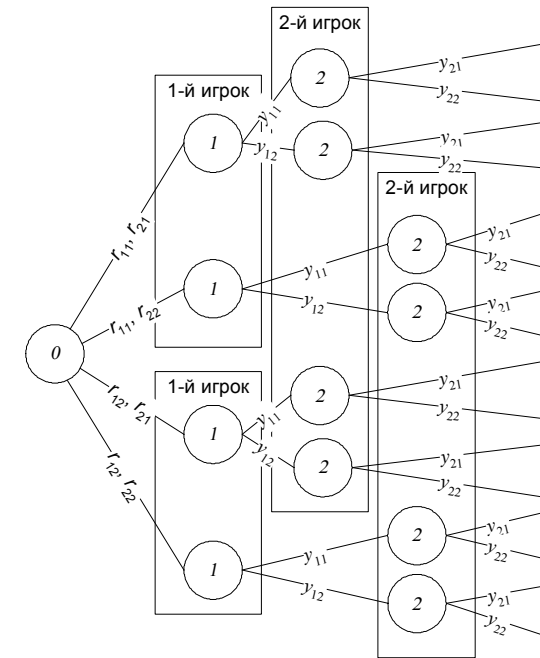 2-й игрок
2
y₂₁
y₂₂
1-й игрок
1
y₁₁
y₁₂
2
y₂₁
y₂₂
2-й игрок
r₁₁, r₂₁
2
y₂₁
y₂₂
1
y₁₁
y₁₂
r₁₁, r₂₂
2
y₂₁
y₂₂
0
1-й игрок
r₁₂, r₂₁
2
y₂₁
y₂₂
1
y₁₁
y₁₂
2
y₂₁
y₂₂
r₁₂, r₂₂
2
y₂₁
y₂₂
1
y₁₁
y₁₂
2
y₂₁
y₂₂